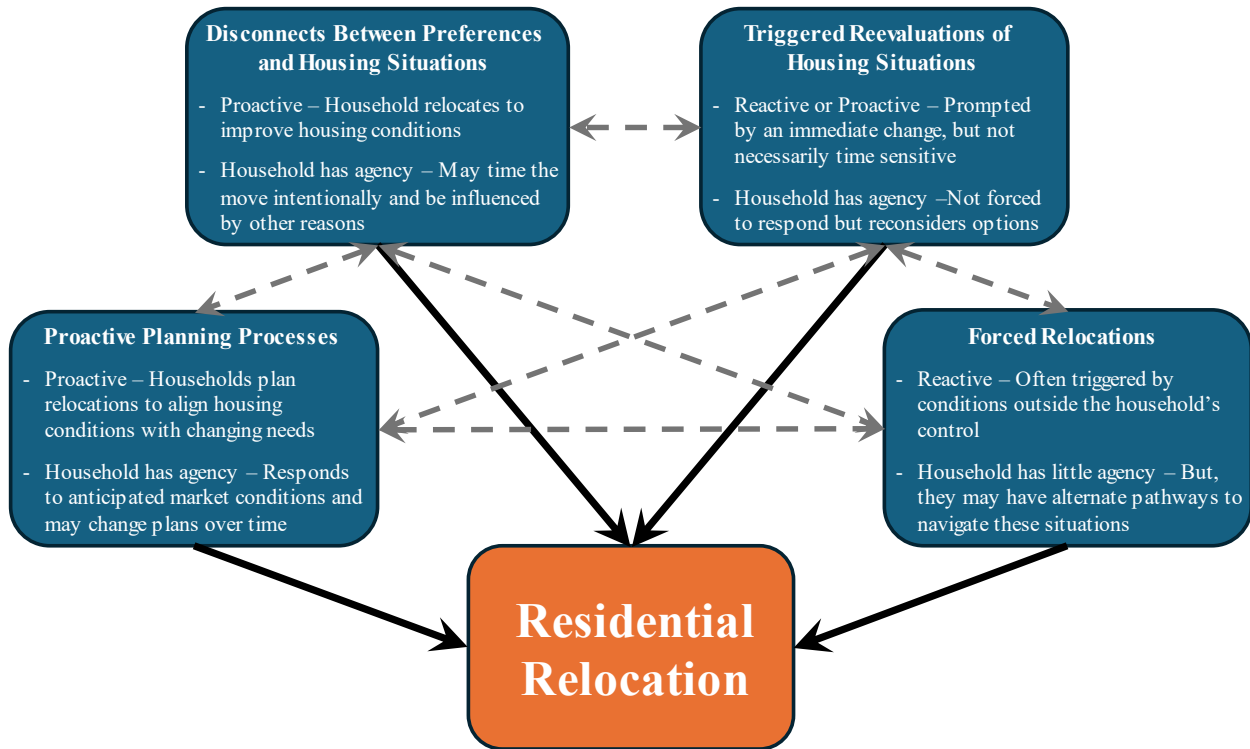 Disconnects Between Preferences
and Housing Situations
- Proactive – Household relocates to
improve housing conditions
- Household has agency – May time the
move intentionally and be influenced
by other reasons
Triggered Reevaluations of
Housing Situations
- Reactive or Proactive – Prompted
by an immediate change, but not
necessarily time sensitive
- Household has agency –Not forced
to respond but reconsiders options
Proactive Planning Processes
- Proactive – Households plan
relocations to align housing
conditions with changing needs
- Household has agency – Responds
to anticipated market conditions and
may change plans over time
Forced Relocations
- Reactive – Often triggered by
conditions outside the household’s
control
- Household has little agency – But,
they may have alternate pathways to
navigate these situations
Residential
Relocation